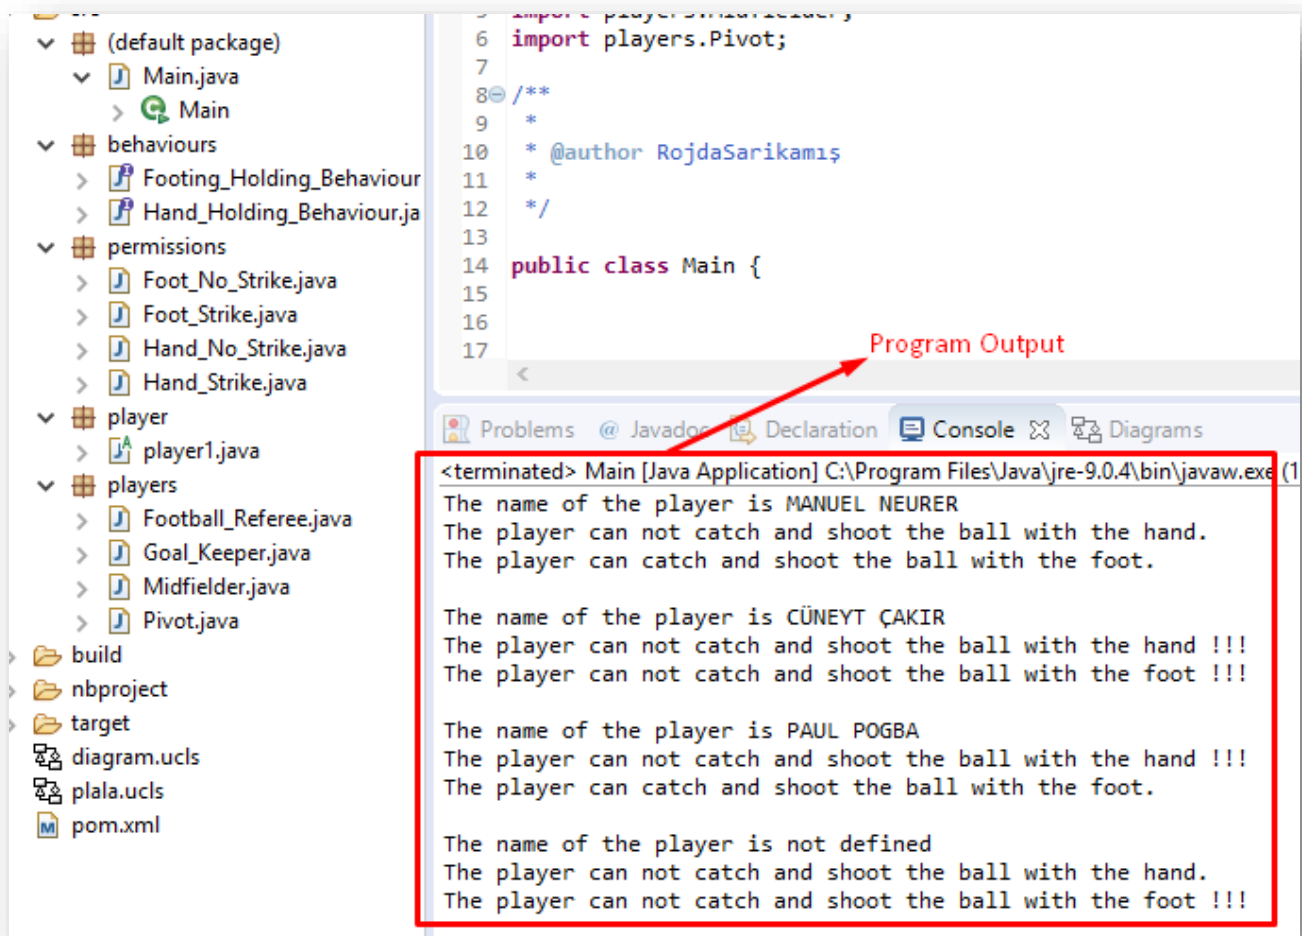 src
(default package)
Main.java
Main
behaviours
Footing_Holding_Behaviour
Hand_Holding_Behaviour.ja
permissions
Foot_No_Strike.java
Foot_Strike.java
Hand_No_Strike.java
Hand_Strike.java
player
player1.java
players
Football_Referee.java
Goal_Keeper.java
Midfielder.java
Pivot.java
build
nbproject
target
diagram.ucls
plala.ucls
pom.xml
5 import players.Midfielder;
6 import players.Pivot;
7
8 /**
9 *
10 * @author RojdaSarikamış
11 *
12 */
13
14 public class Main {
15
16
17
Program Output
Problems @ Javadoc Declaration Console Diagrams
<terminated> Main [Java Application] C:\Program Files\Java\jre-9.0.4\bin\javaw.exe (1
The name of the player is MANUEL NEURER
The player can not catch and shoot the ball with the hand.
The player can catch and shoot the ball with the foot.
The name of the player is CÜNEYT ÇAKIR
The player can not catch and shoot the ball with the hand !!!
The player can not catch and shoot the ball with the foot !!!
The name of the player is PAUL POGBA
The player can not catch and shoot the ball with the hand !!!
The player can catch and shoot the ball with the foot.
The name of the player is not defined
The player can not catch and shoot the ball with the hand.
The player can not catch and shoot the ball with the foot !!!